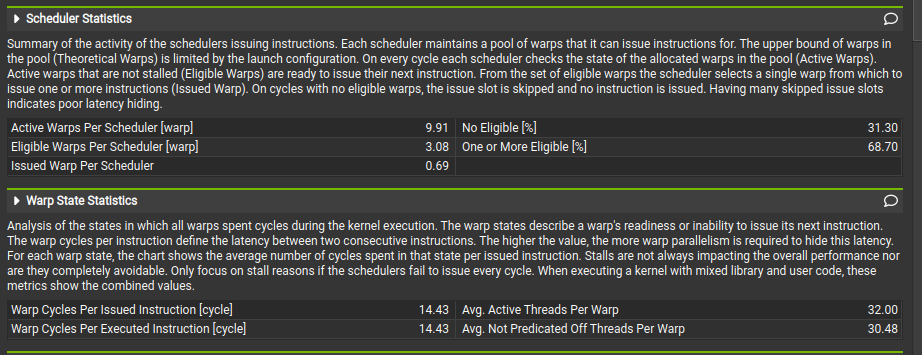 Scheduler Statistics
Summary of the activity of the schedulers issuing instructions. Each scheduler maintains a pool of warps that it can issue instructions for. The upper bound of warps in
the pool (Theoretical Warps) is limited by the launch configuration. On every cycle each scheduler checks the state of the allocated warps in the pool (Active Warps).
Active warps that are not stalled (Eligible Warps) are ready to issue their next instruction. From the set of eligible warps the scheduler selects a single warp from which to
issue one or more instructions (Issued Warp). On cycles with no eligible warps, the issue slot is skipped and no instruction is issued. Having many skipped issue slots
indicates poor latency hiding.
Active Warps Per Scheduler [warp] 9.91 No Eligible [%] 31.30
Eligible Warps Per Scheduler [warp] 3.08 One or More Eligible [%] 68.70
Issued Warp Per Scheduler 0.69
Warp State Statistics
Analysis of the states in which all warps spent cycles during the kernel execution. The warp states describe a warp's readiness or inability to issue its next instruction.
The warp cycles per instruction define the latency between two consecutive instructions. The higher the value, the more warp parallelism is required to hide this latency.
For each warp state, the chart shows the average number of cycles spent in that state per issued instruction. Stalls are not always impacting the overall performance nor
are they completely avoidable. Only focus on stall reasons if the schedulers fail to issue every cycle. When executing a kernel with mixed library and user code, these
metrics show the combined values.
Warp Cycles Per Issued Instruction [cycle] 14.43 Avg. Active Threads Per Warp 32.00
Warp Cycles Per Executed Instruction [cycle] 14.43 Avg. Not Predicated Off Threads Per Warp 30.48